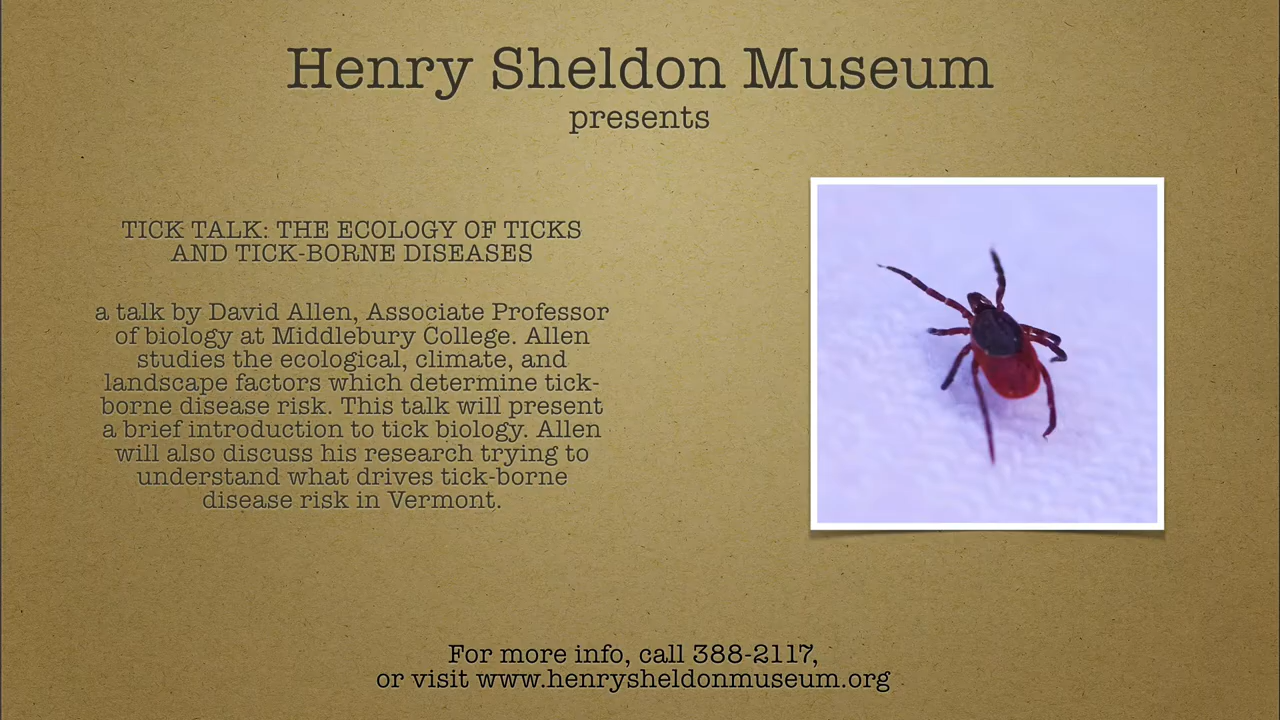 Henry Sheldon Museum
presents
TICK TALK: THE ECOLOGY OF TICKS
AND TICK-BORNE DISEASES
a talk by David Allen, Associate Professor
of biology at Middlebury College. Allen
studies the ecological, climate, and
landscape factors which determine tick-
borne disease risk. This talk will present
a brief introduction to tick biology. Allen
will also discuss his research trying to
understand what drives tick-borne
disease risk in Vermont.
For more info, call 388-2117,
or visit www.henrysheldonmuseum.org